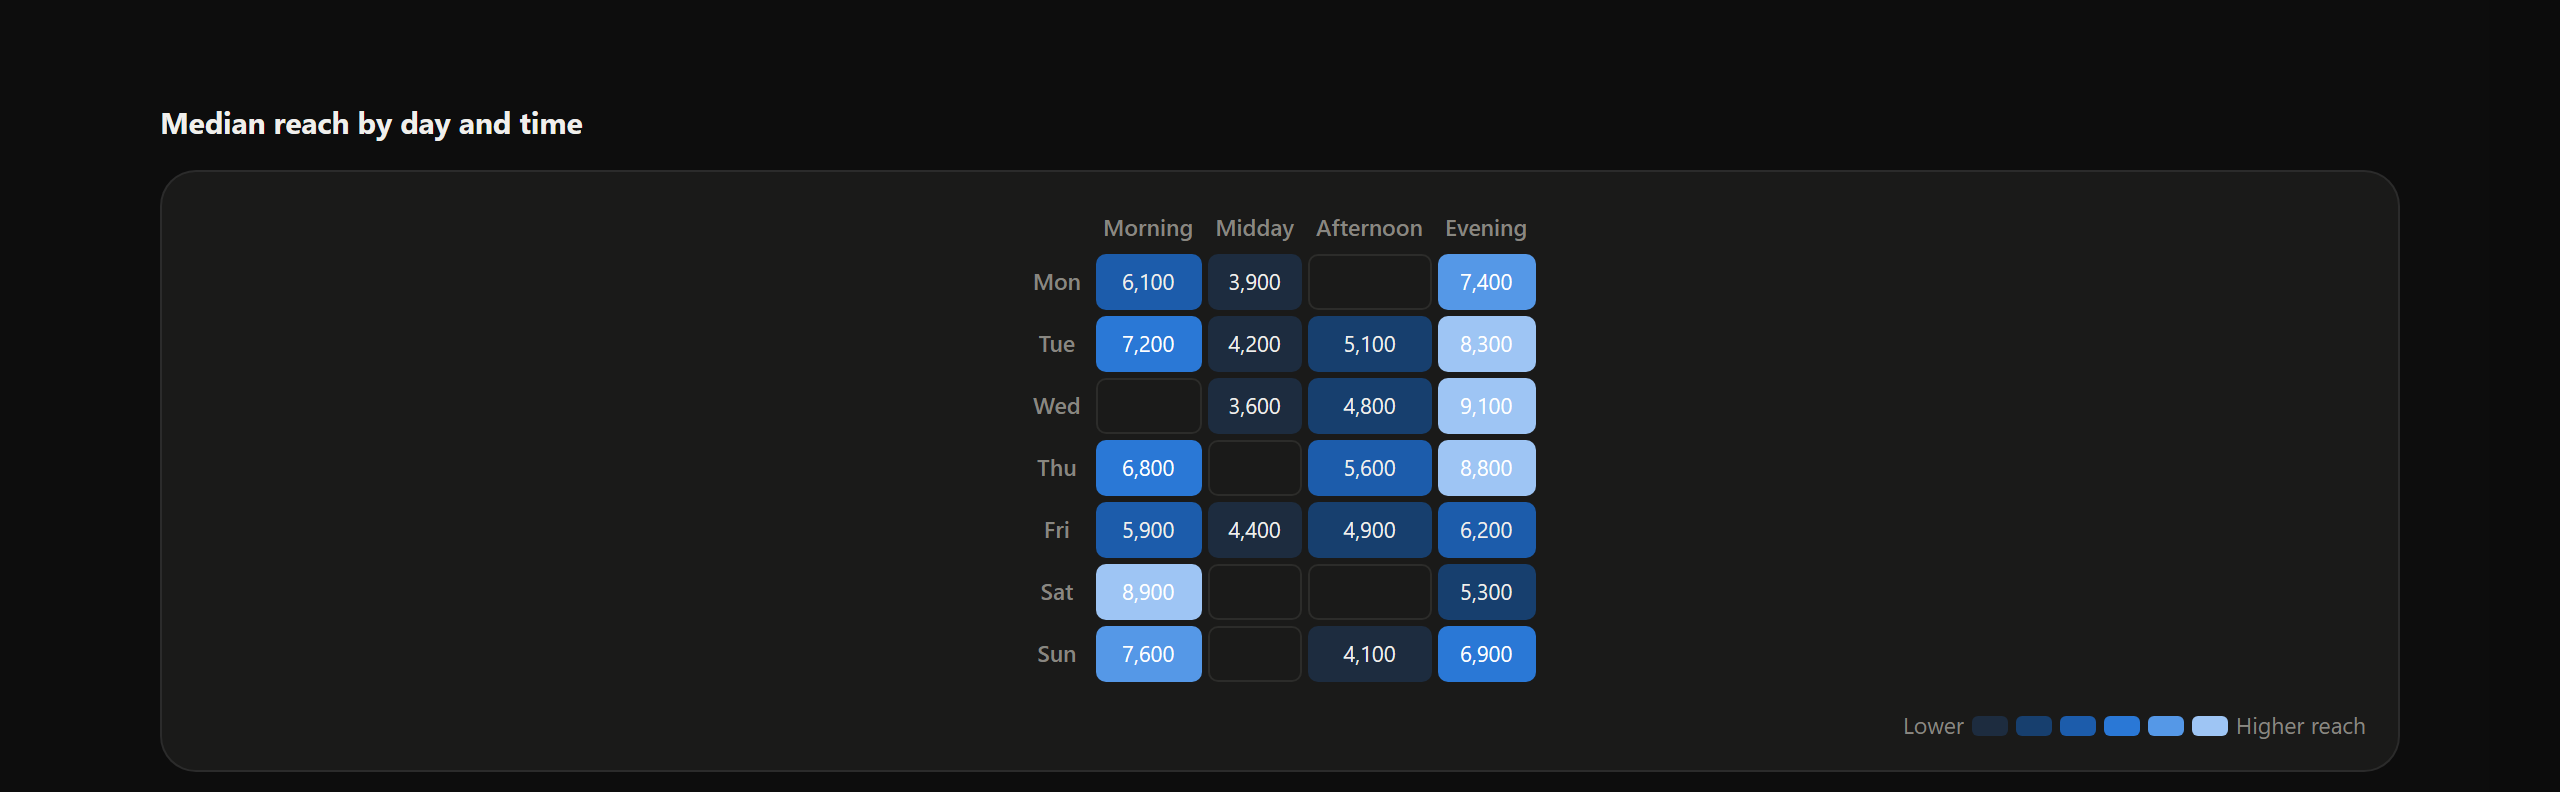 Median reach by day and time
Morning Midday Afternoon Evening
Mon 6,100 3,900 7,400
Tue 7,200 4,200 5,100 8,300
Wed 3,600 4,800 9,100
Thu 6,800 5,600 8,800
Fri 5,900 4,400 4,900 6,200
Sat 8,900 5,300
Sun 7,600 4,100 6,900
Lower Higher reach